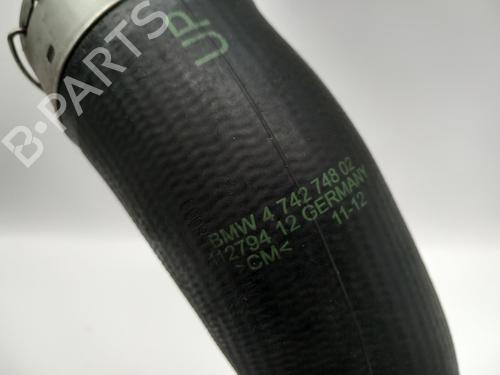 UP
B-PARTS
BMW 4 742 748 02
112794 12 GERMANY
>CM< 11-12